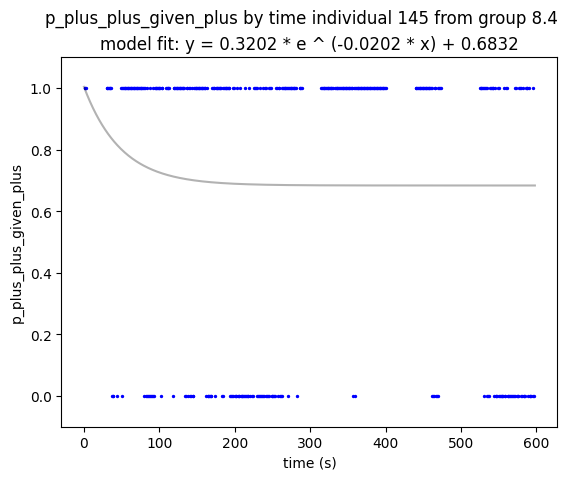 p_plus_plus_given_plus by time individual 145 from group 8.4
model fit: y = 0.3202 * e ^ (-0.0202 * x) + 0.6832
1.0
0.8
0.6
0.4
0.2
0.0
p_plus_plus_given_plus
0 100 200 300 400 500 600
time (s)